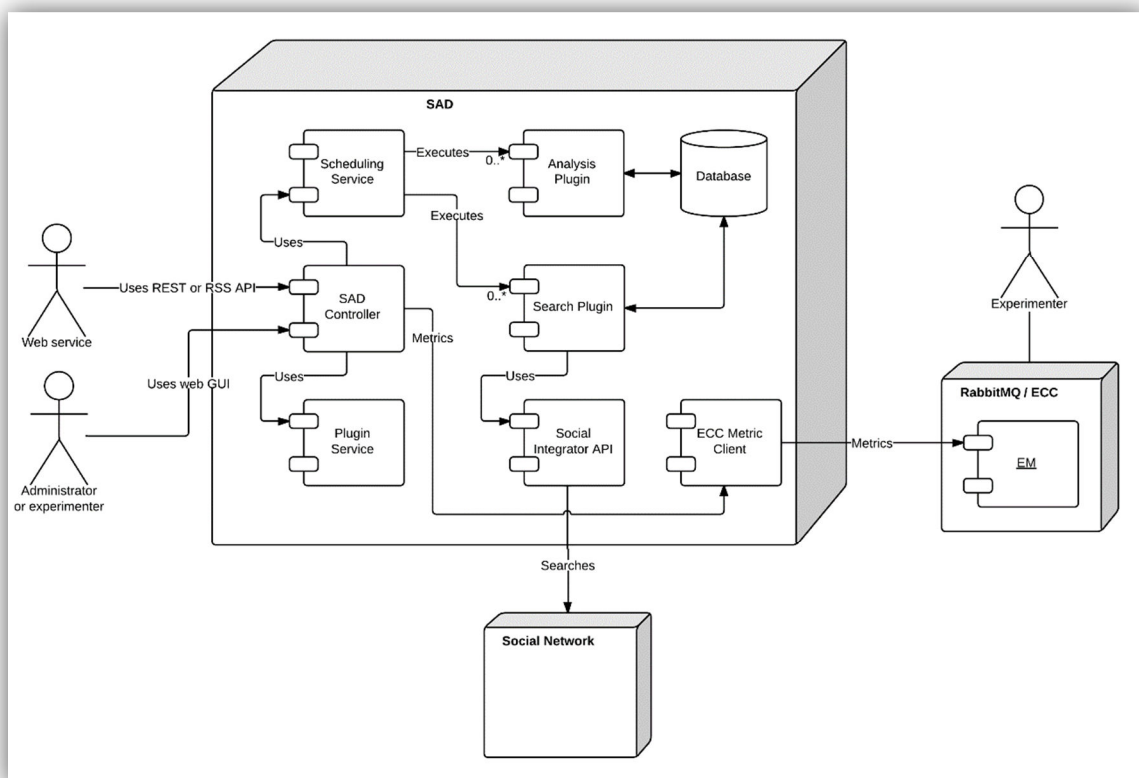 SAD
Scheduling
Service
Executes
0..*
Analysis
Plugin
Database
Executes
Uses
Uses REST or RSS API
SAD
Controller
0..*
Search Plugin
Experimenter
Web service
Metrics
Uses web GUI
Uses
Uses
RabbitMQ / ECC
Plugin
Service
Social
Integrator API
ECC Metric
Client
Metrics
EM
Administrator
or experimenter
Searches
Social Network